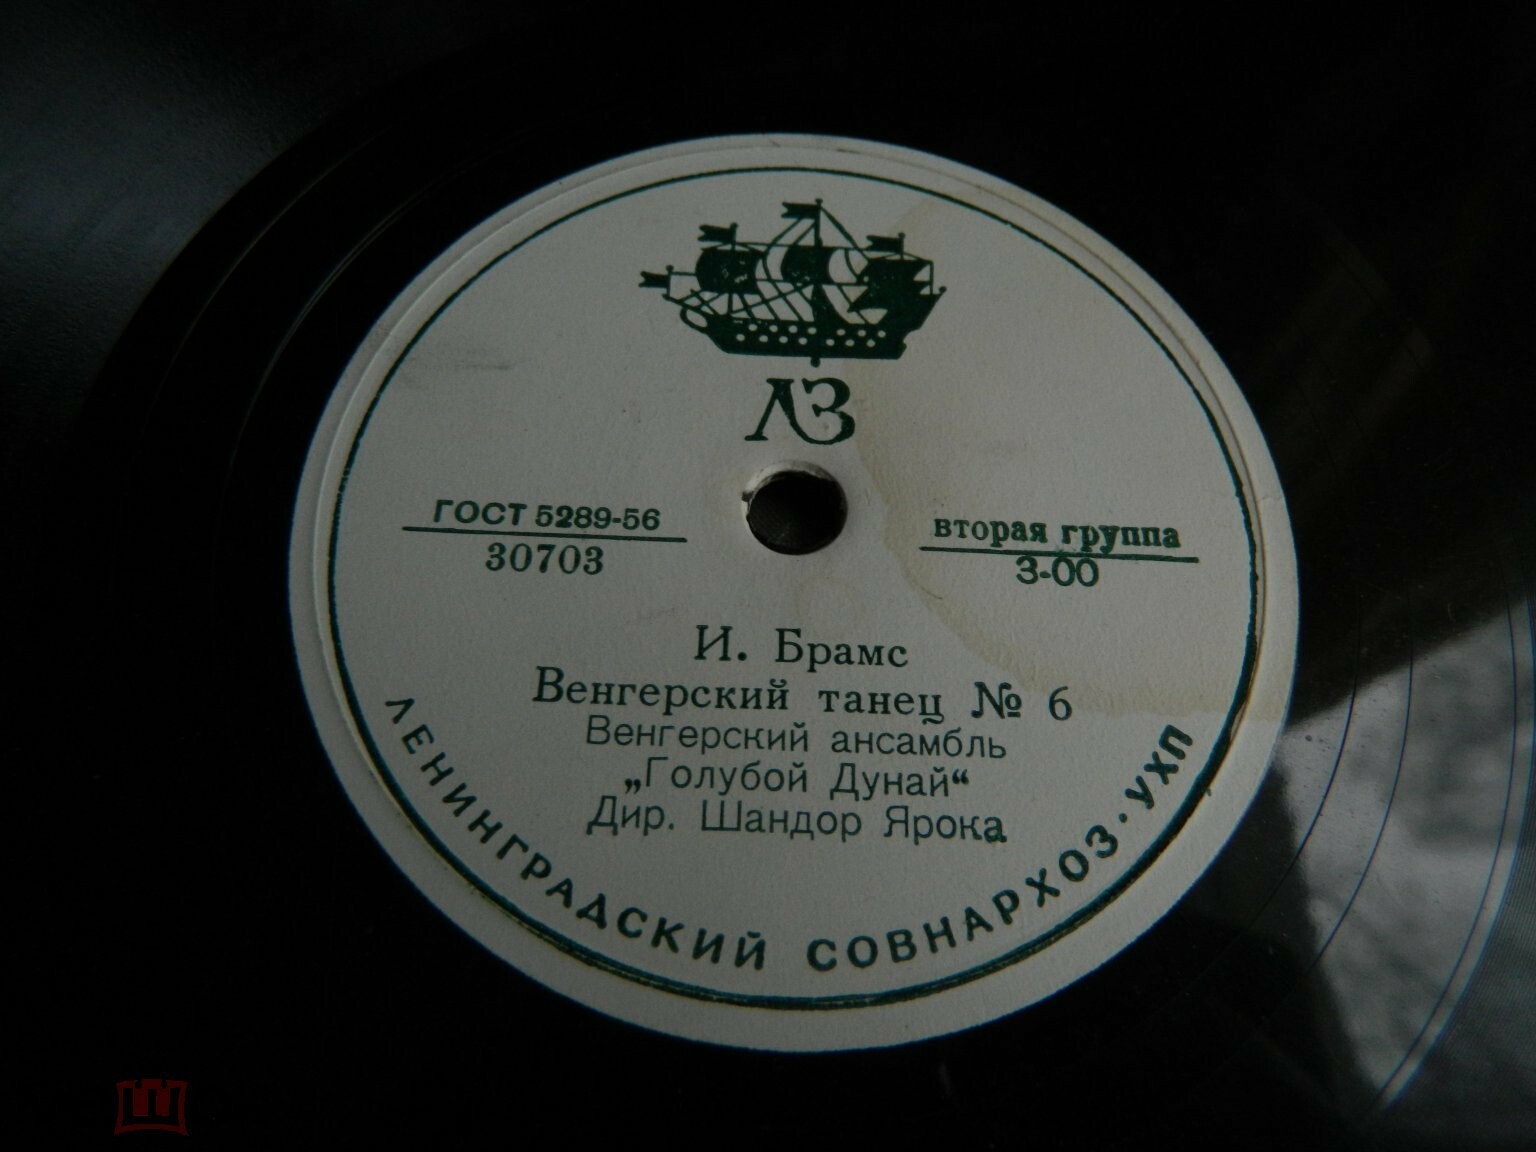 ЛЗ
ГОСТ 5289-56
30703
вторая группа
3-00
И. Брамс
Венгерский танец № 6
Венгерский ансамбль
„Голубой Дунай“
Дир. Шандор Ярока
ЛЕНИНГРАДСКИЙ СОВНАРХОЗ · УХП